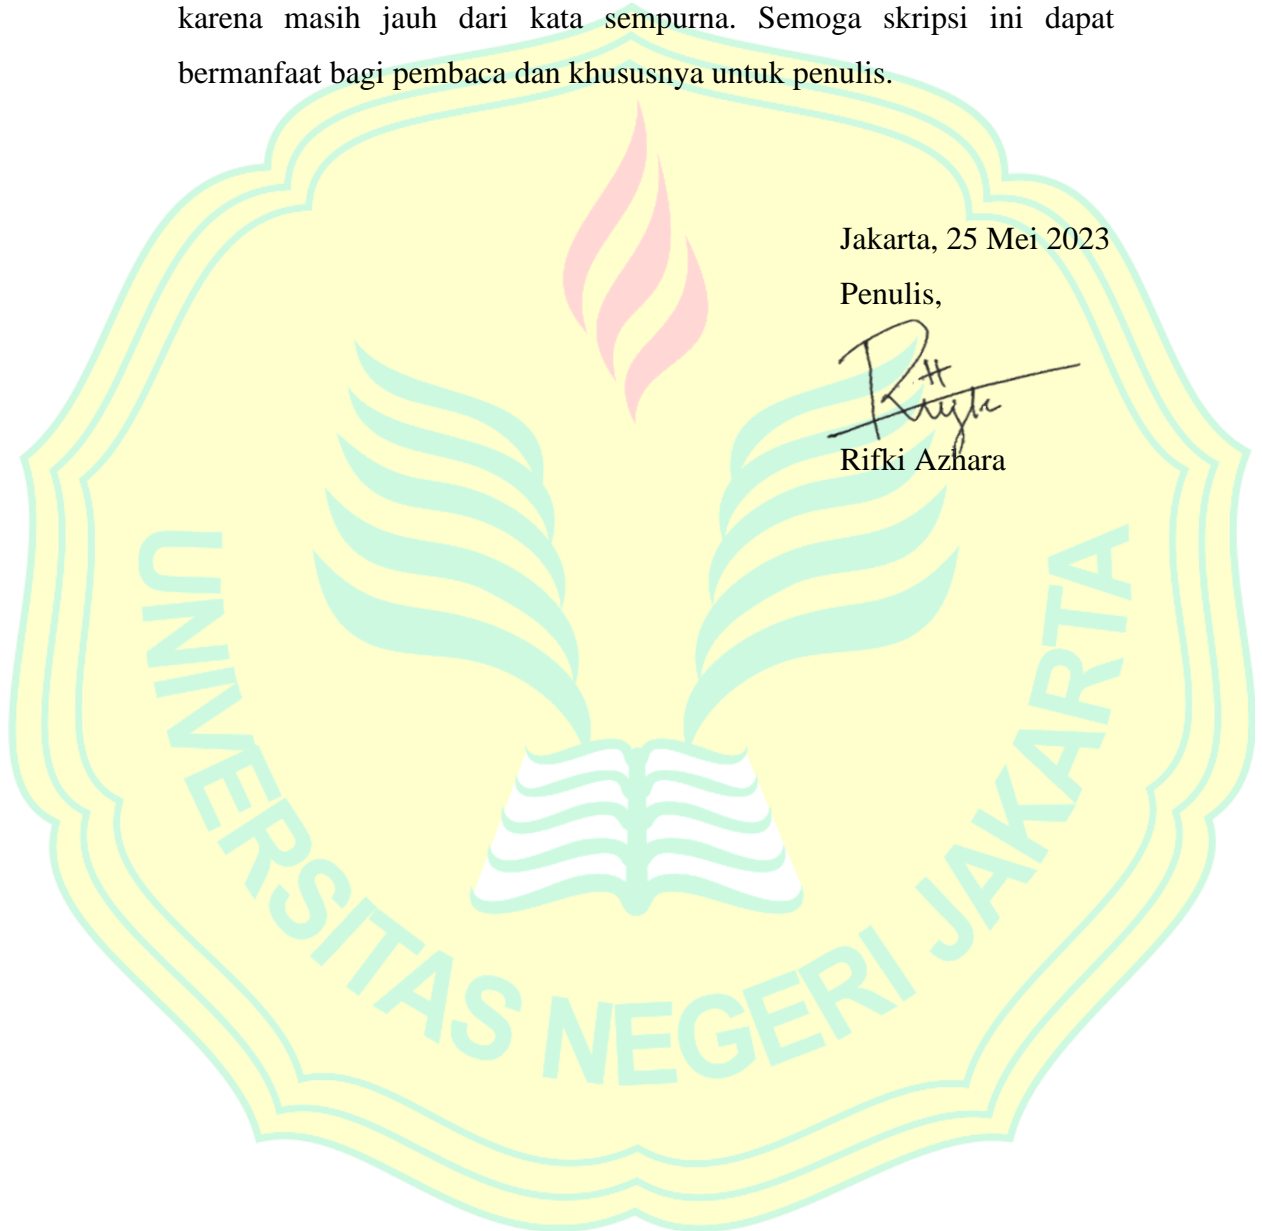 karena masih jauh dari kata sempurna. Semoga skripsi ini dapat
bermanfaat bagi pembaca dan khususnya untuk penulis.
Jakarta, 25 Mei 2023
Penulis,
Rifki Azhara
UNIVERSITAS NEGERI JAKARTA